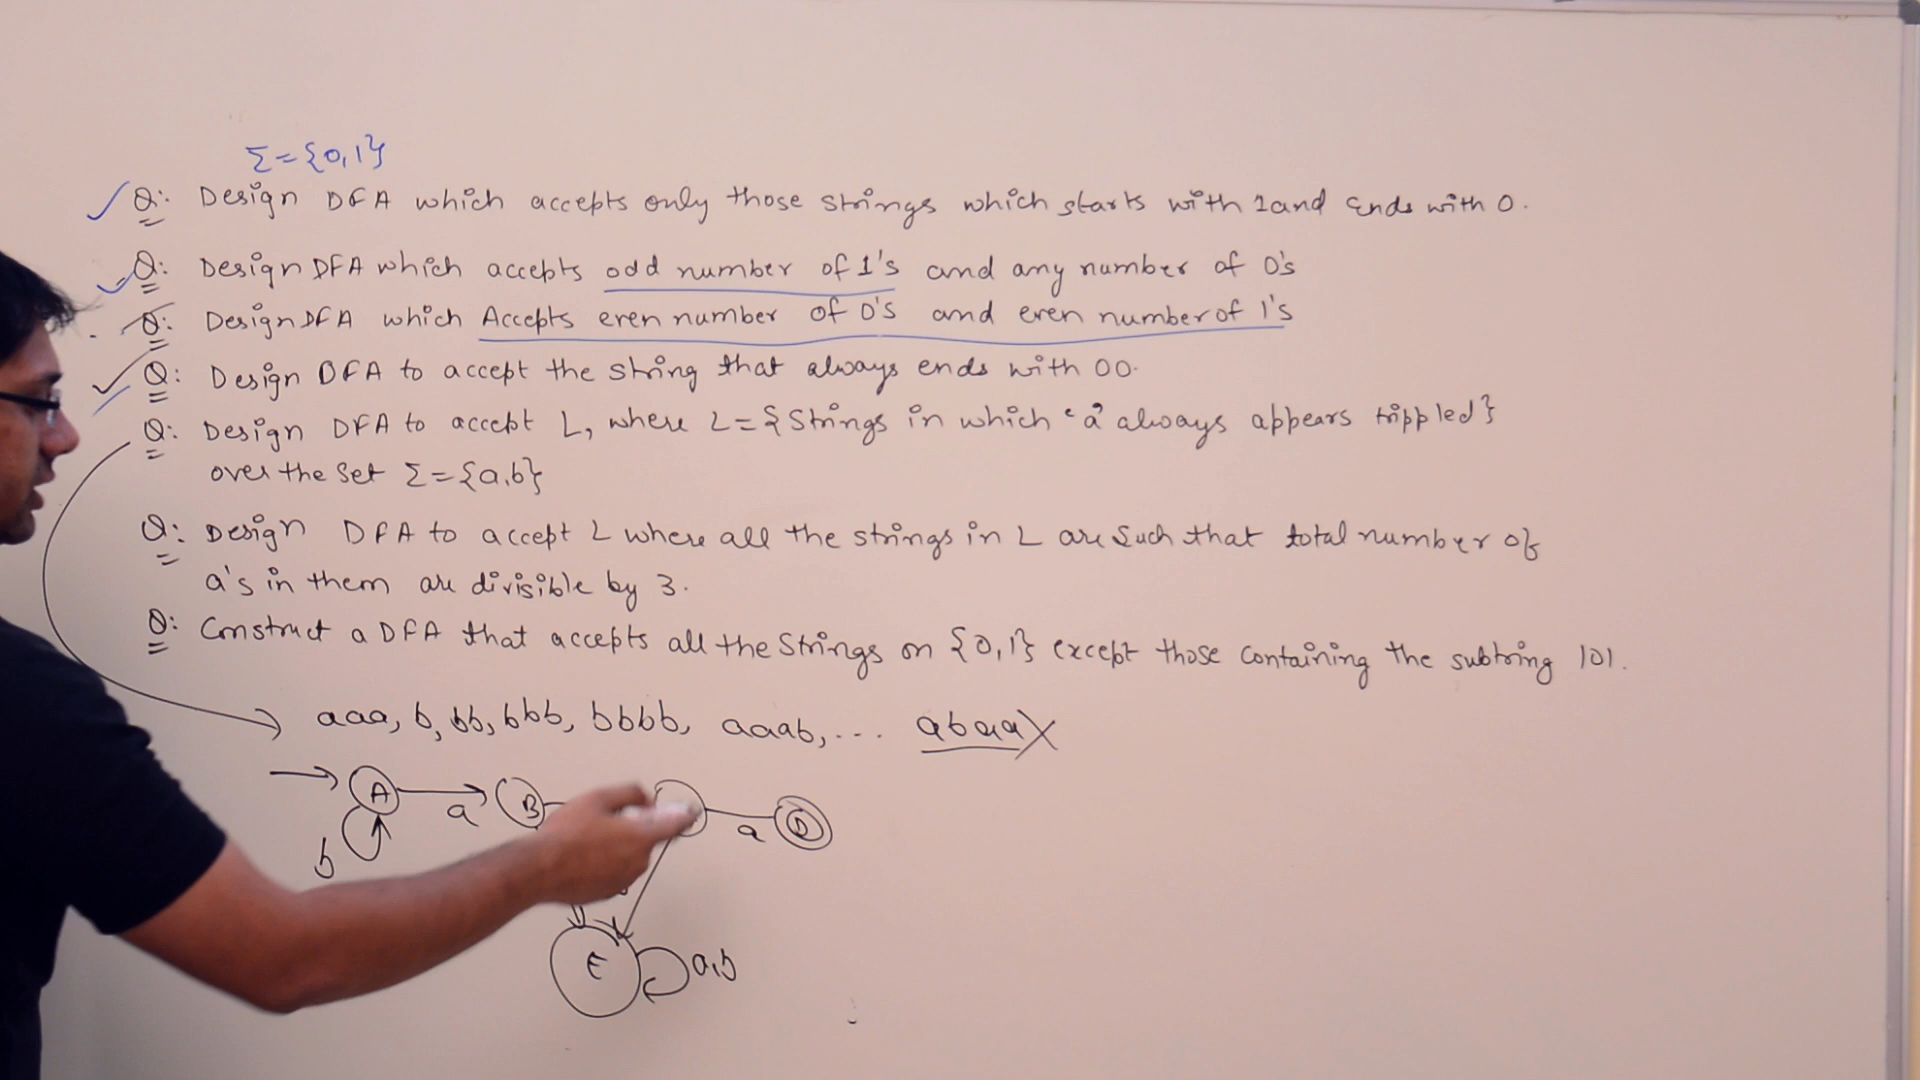 Σ={0,1}
Q: Design DFA which accepts only those strings which starts with 1 and Ends with 0.
Q: Design DFA which accepts odd number of 1's and any number of 0's
Q: Design DFA which Accepts even number of 0's and even number of 1's
Q: Design DFA to accept the string that always ends with 00.
Q: Design DFA to accept L, where L={Strings in which 'a' always appears trippled}
over the Set Σ={a,b}
Q: Design DFA to accept L where all the strings in L are Such that total number of
a's in them are divisible by 3.
Q: Construct a DFA that accepts all the Strings on {0,1} except those containing the subtring 101.
aaa, b, bb, bbb, bbbb, aaab, ... abaa X
A a B a D
b
E a,b